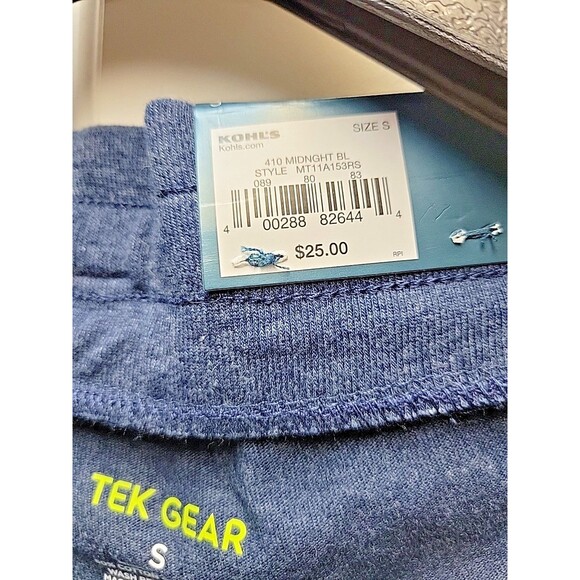 KOHL'S
Kohls.com
SIZE S
410 MIDNGHT BL
STYLE MT11A153RS
089 80 83
4 00288 82644 4
$25.00
RPI
TEK GEAR
S
WASH